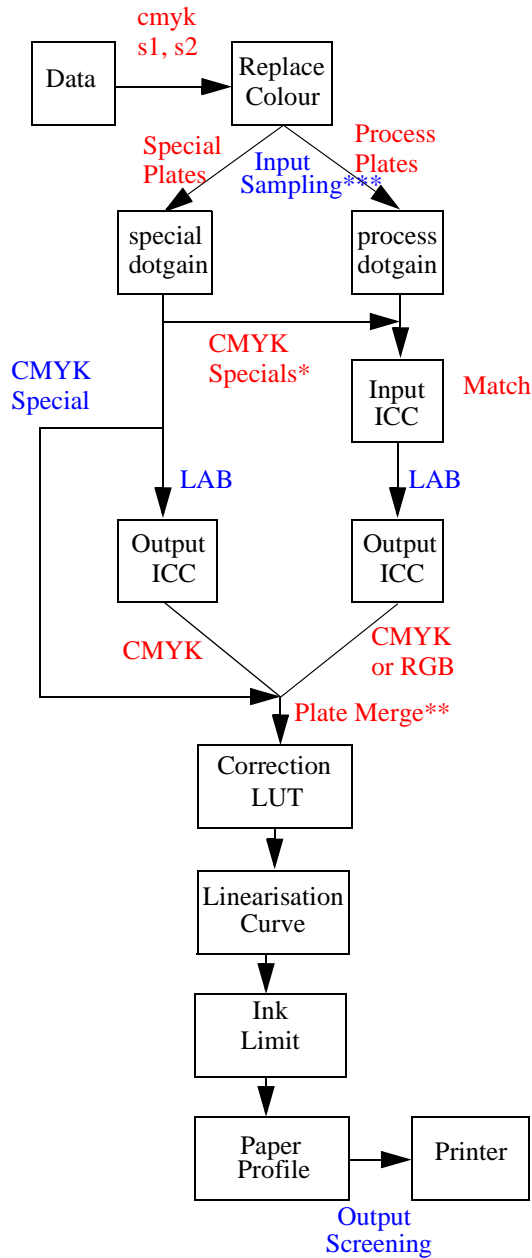 cmyk
s1, s2
Data
Replace
Colour
Special
Plates
Input
Sampling***
Process
Plates
special
dotgain
process
dotgain
CMYK
Specials*
CMYK
Special
Input
ICC
Match
LAB
LAB
Output
ICC
Output
ICC
CMYK
CMYK
or RGB
Plate Merge**
Correction
LUT
Linearisation
Curve
Ink
Limit
Paper
Profile
Printer
Output
Screening